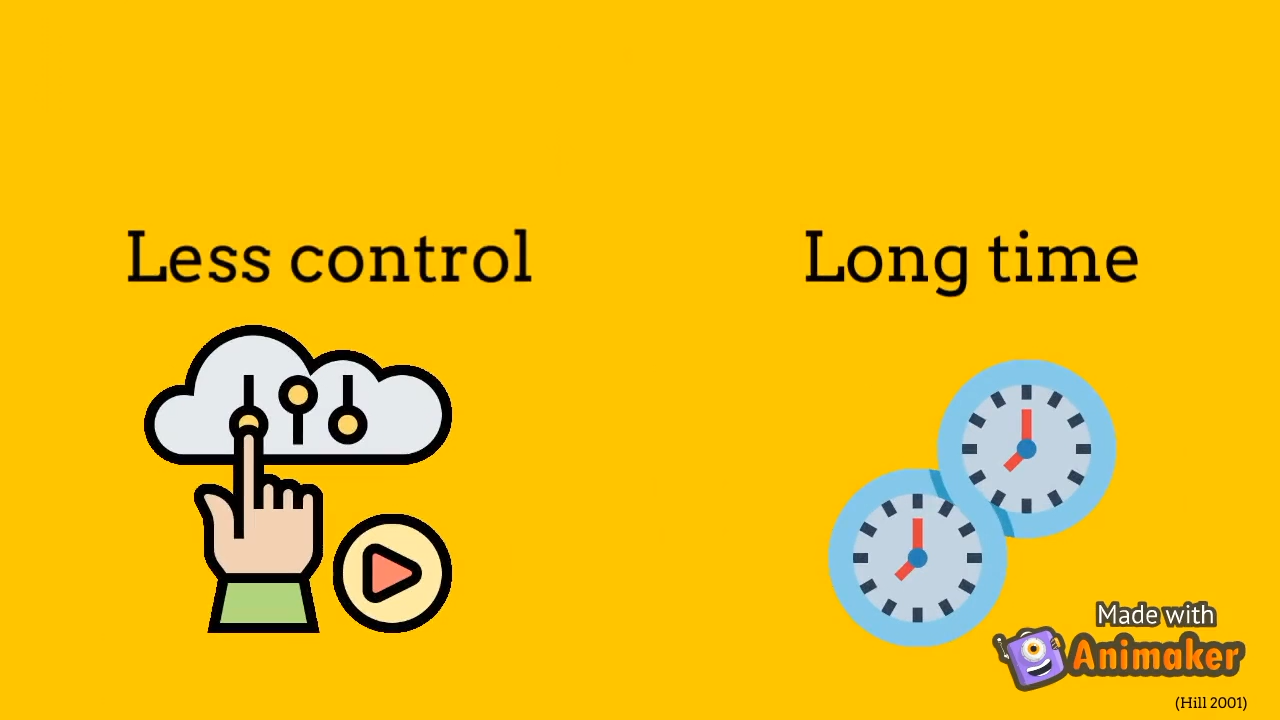 Less control
Long time
Made with
Animaker
(Hill 2001)